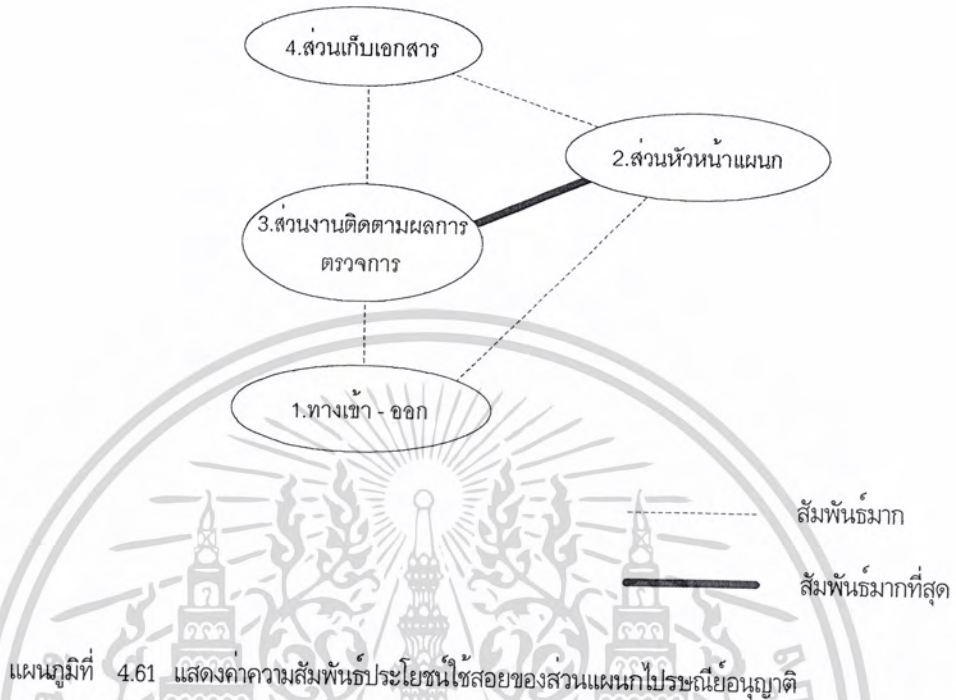 4.ส่วนเก็บเอกสาร
2.ส่วนหัวหน้าแผนก
3.ส่วนงานติดตามผลการ
ตรวจการ
1.ทางเข้า - ออก
สัมพันธ์มาก
สัมพันธ์มากที่สุด
แผนภูมิที่ 4.61 แสดงค่าความสัมพันธ์ประโยชน์ใช้สอยของส่วนแผนกไปรษณีย์อนุญาติ